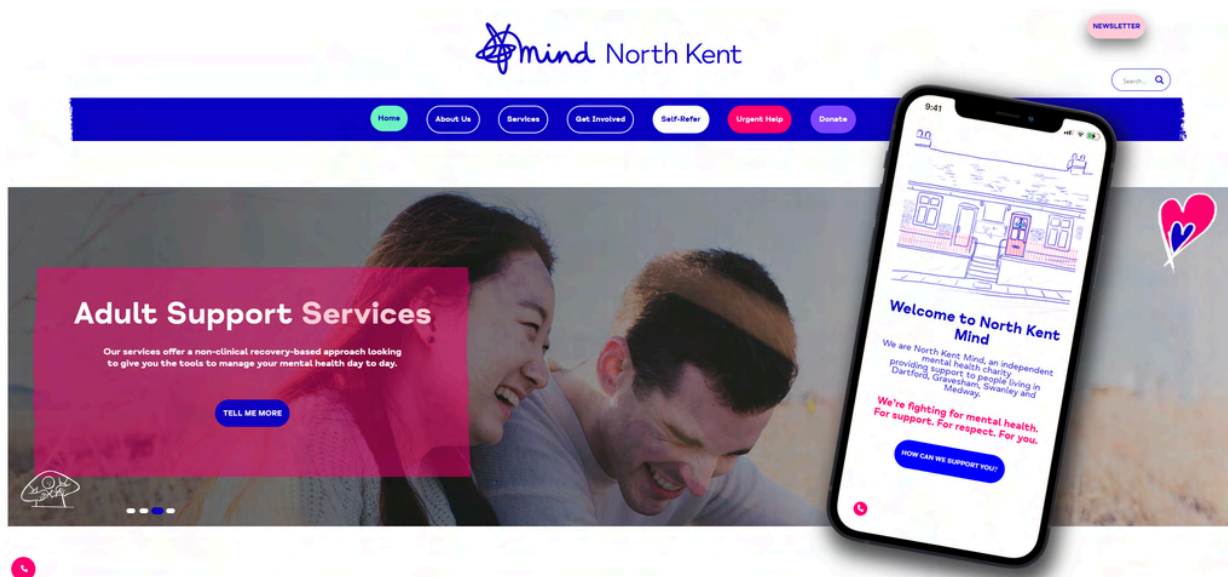 NEWSLETTER
mind North Kent
Search...
Home
About Us
Services
Get Involved
Self-Refer
Urgent Help
Donate
Adult Support Services
Our services offer a non-clinical recovery-based approach looking
to give you the tools to manage your mental health day to day.
TELL ME MORE
9:41
Welcome to North Kent
Mind
We are North Kent Mind, an independent
mental health charity
providing support to people living in
Dartford, Gravesham, Swanley and
Medway.
We're fighting for mental health.
For support. For respect. For you.
HOW CAN WE SUPPORT YOU?